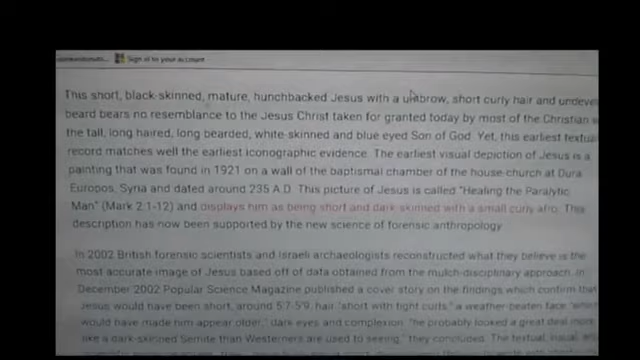 Sign in to your account
This short, black-skinned, mature, hunchbacked Jesus with a unibrow, short curly hair and undeve
beard bears no resemblance to the Jesus Christ taken for granted today by most of the Christian
the tall, long haired, long bearded, white-skinned and blue eyed Son of God. Yet, this earliest textua
record matches well the earliest iconographic evidence. The earliest visual depiction of Jesus is a
painting that was found in 1921 on a wall of the baptismal chamber of the house-church at Dura
Europos, Syria and dated around 235 A.D. This picture of Jesus is called "Healing the Paralytic
Man" (Mark 2:1-12) and displays him as being short and dark-skinned with a small curly afro. This
description has now been supported by the new science of forensic anthropology
In 2002 British forensic scientists and Israeli archaeologists reconstructed what they believe is the
most accurate image of Jesus based off of data obtained from the mulch-disciplinary approach. In
December 2002 Popular Science Magazine published a cover story on the findings which confirm that
Jesus would have been short, around 5'7-5'9, hair "short with tight curls," a weather-beaten face "which
would have made him appear older," dark eyes and complexion: "he probably looked a great deal more
like a dark-skinned Semite than Westerners are used to seeing," they concluded. The textual, visual